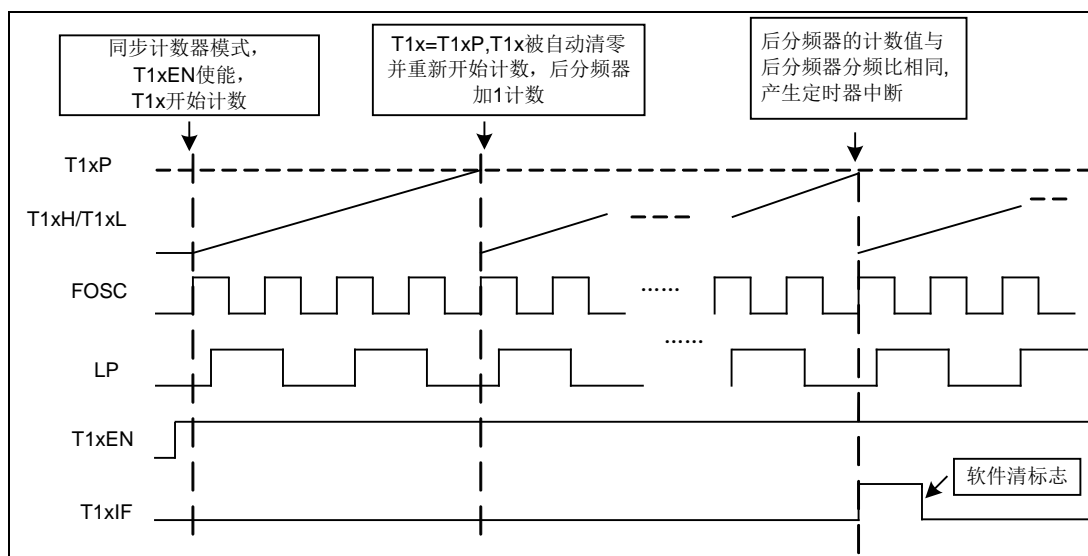 同步计数器模式，
T1xEN使能，
T1x开始计数
T1x=T1xP,T1x被自动清零
并重新开始计数，后分频器
加1计数
后分频器的计数值与
后分频器分频比相同,
产生定时器中断
T1xP
T1xH/T1xL
FOSC
......
LP
......
T1xEN
软件清标志
T1xIF